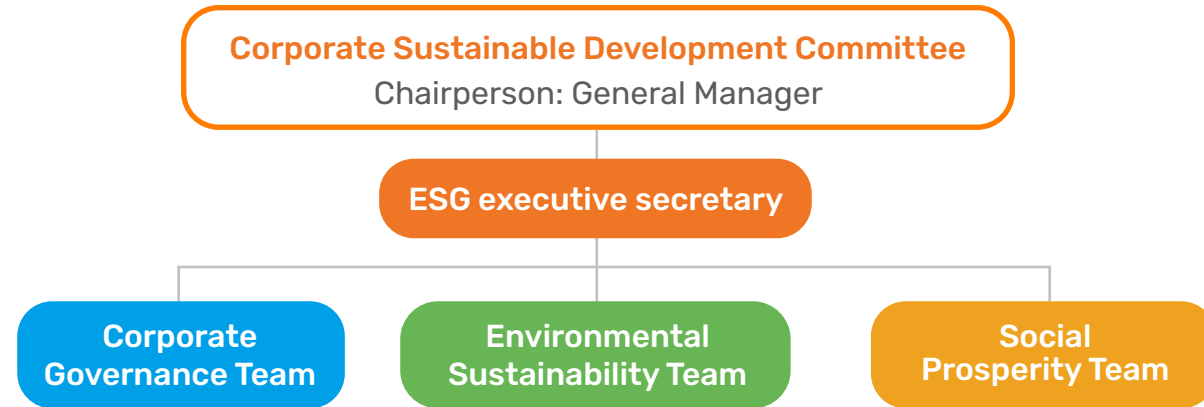 Corporate Sustainable Development Committee
Chairperson: General Manager
ESG executive secretary
Corporate
Governance Team
Environmental
Sustainability Team
Social
Prosperity Team